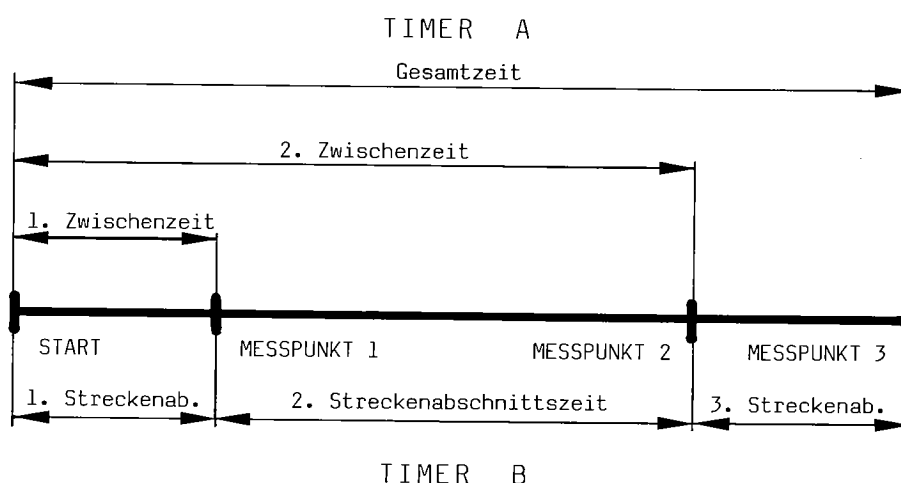 TIMER A
Gesamtzeit
2. Zwischenzeit
1. Zwischenzeit
START MESSPUNKT 1 MESSPUNKT 2 MESSPUNKT 3
1. Streckenab. 2. Streckenabschnittszeit 3. Streckenab.
TIMER B